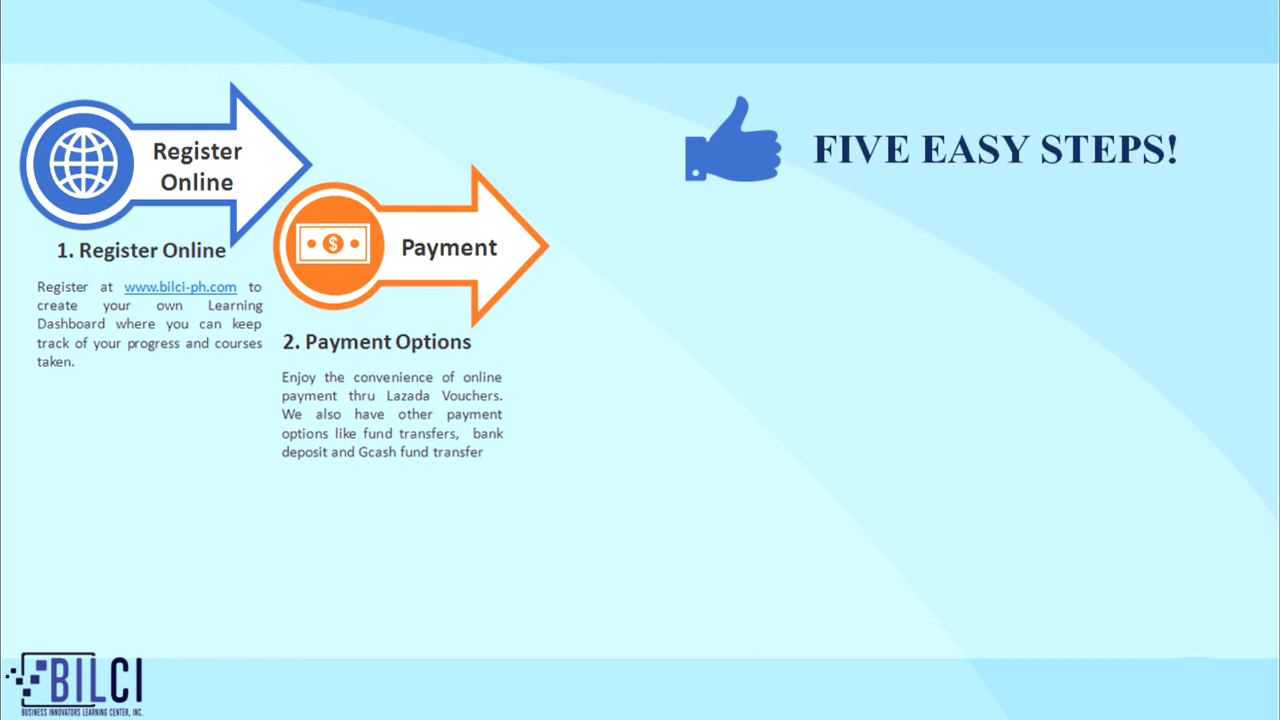 FIVE EASY STEPS!
Register
Online
1. Register Online
Register at www.bilci-ph.com to
create your own Learning
Dashboard where you can keep
track of your progress and courses
taken.
Payment
2. Payment Options
Enjoy the convenience of online
payment thru Lazada Vouchers.
We also have other payment
options like fund transfers, bank
deposit and Gcash fund transfer
BILCI
BUSINESS INNOVATORS LEARNING CENTER, INC.